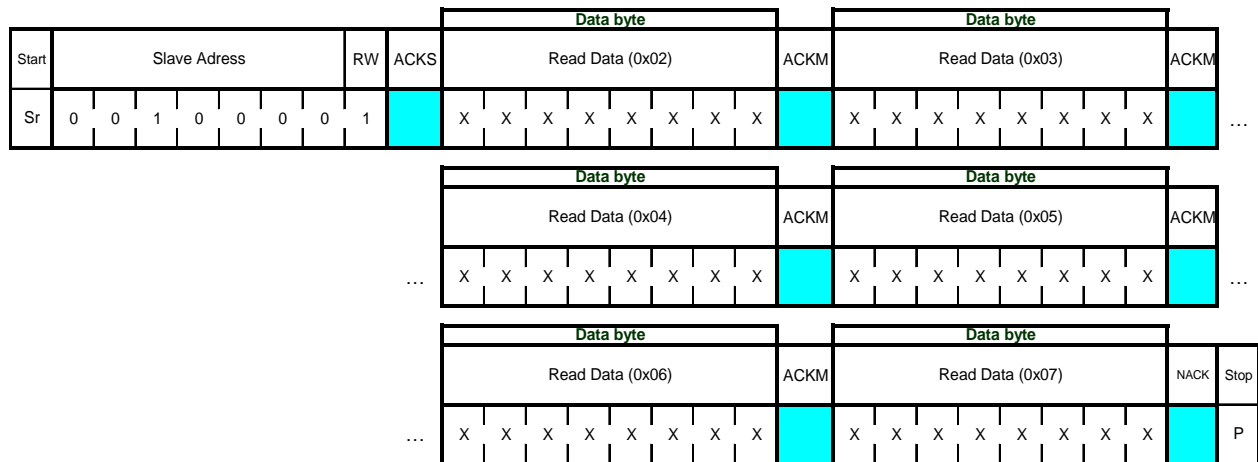 Data byte Data byte
Start Slave Adress RW ACKS Read Data (0x02) ACKM Read Data (0x03) ACKM
Sr 0 0 1 0 0 0 0 1 X X X X X X X X X X X X X X X X …
Data byte Data byte
Read Data (0x04) ACKM Read Data (0x05) ACKM
… X X X X X X X X X X X X X X X X …
Data byte Data byte
Read Data (0x06) ACKM Read Data (0x07) NACK Stop
… X X X X X X X X X X X X X X X X P